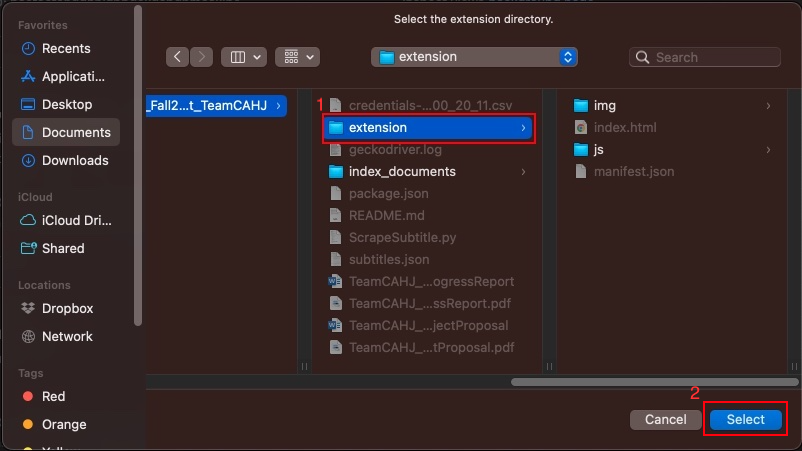 Select the extension directory.
Favorites
Recents
Applicati...
Desktop
Documents
Downloads
iCloud
iCloud Dri...
Shared
Locations
Dropbox
Network
Tags
Red
Orange
Yellow
extension
Search
_Fall2...t_TeamCAHJ
1
credentials-...00_20_11.csv
extension
geckodriver.log
index_documents
package.json
README.md
ScrapeSubtitle.py
subtitles.json
TeamCAHJ_...ogressReport
TeamCAHJ_...ssReport.pdf
TeamCAHJ_...jectProposal
TeamCAHJ_...tProposal.pdf
img
index.html
js
manifest.json
2
Cancel
Select